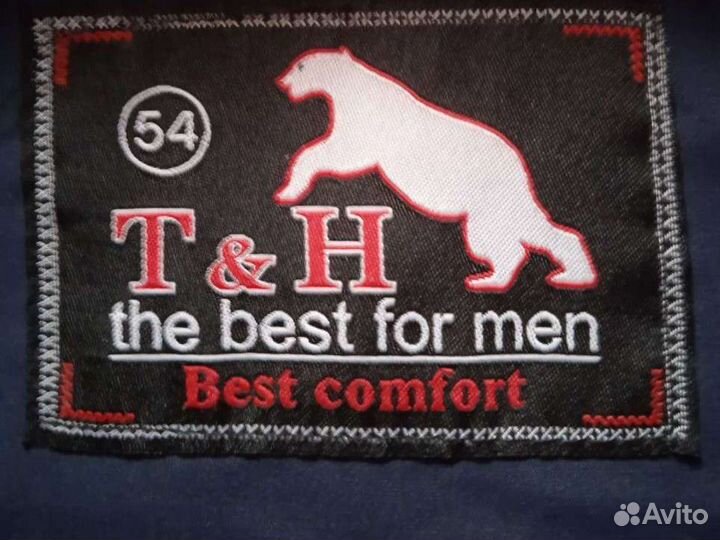 54
T & H
the best for men
Best comfort
Avito